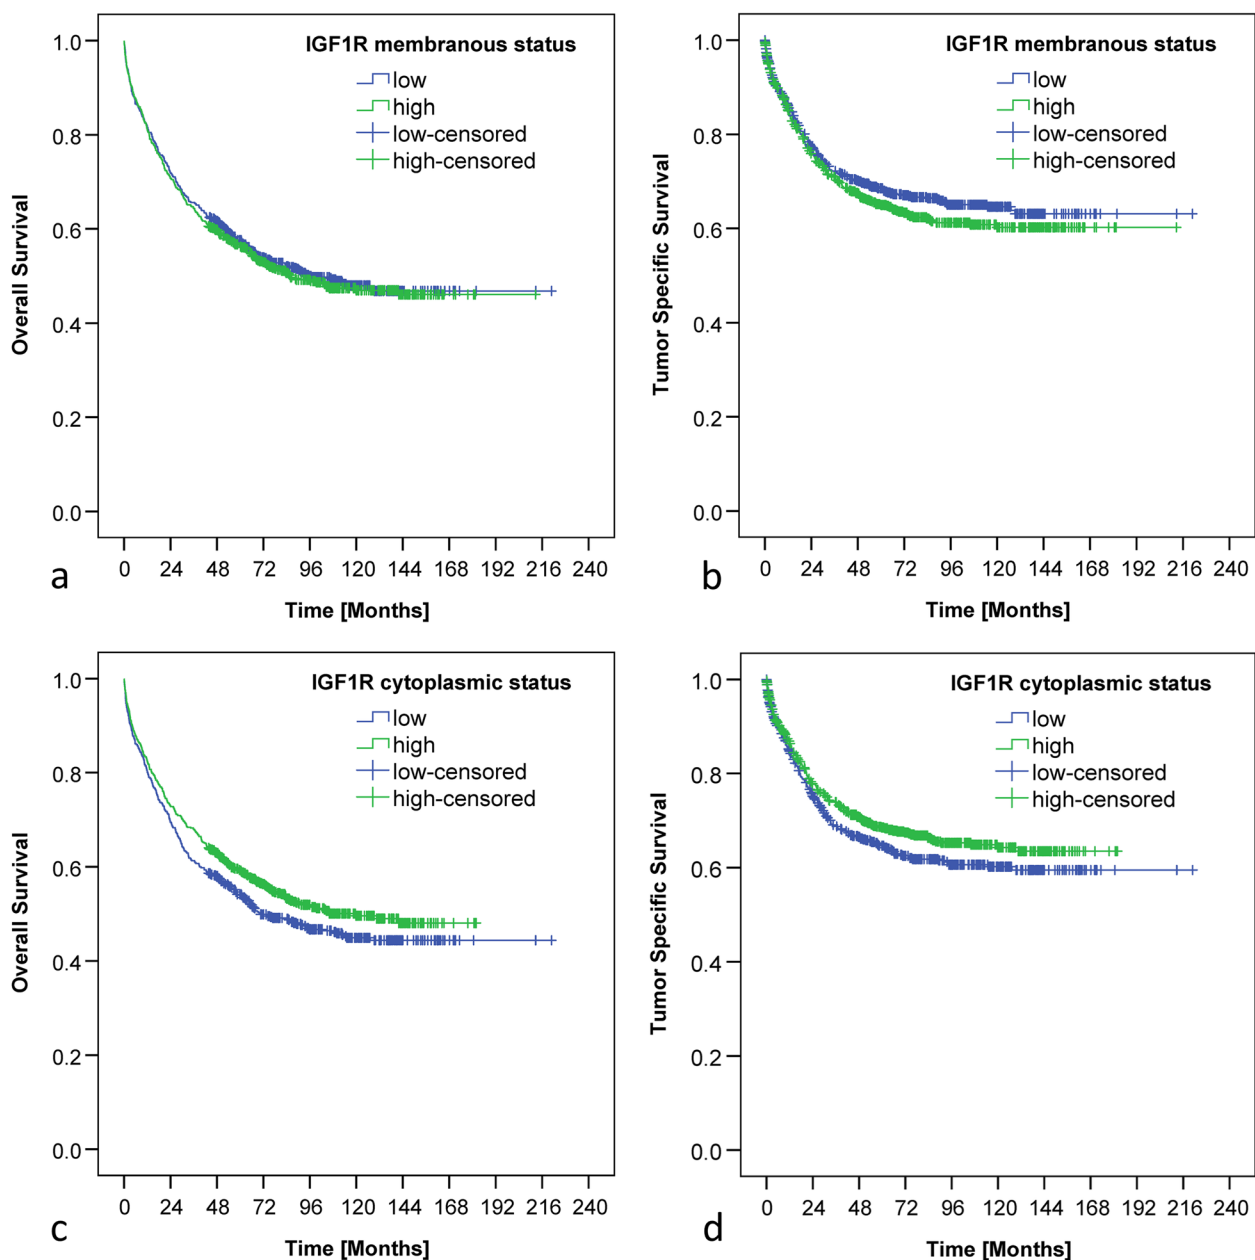 IGF1R membranous status
low
high
low-censored
high-censored
1.0
0.8
0.6
0.4
0.2
0.0
Overall Survival
0 24 48 72 96 120 144 168 192 216 240
Time [Months]
a
IGF1R membranous status
low
high
low-censored
high-censored
1.0
0.8
0.6
0.4
0.2
0.0
Tumor Specific Survival
0 24 48 72 96 120 144 168 192 216 240
Time [Months]
b
IGF1R cytoplasmic status
low
high
low-censored
high-censored
1.0
0.8
0.6
0.4
0.2
0.0
Overall Survival
0 24 48 72 96 120 144 168 192 216 240
Time [Months]
c
IGF1R cytoplasmic status
low
high
low-censored
high-censored
1.0
0.8
0.6
0.4
0.2
0.0
Tumor Specific Survival
0 24 48 72 96 120 144 168 192 216 240
Time [Months]
d